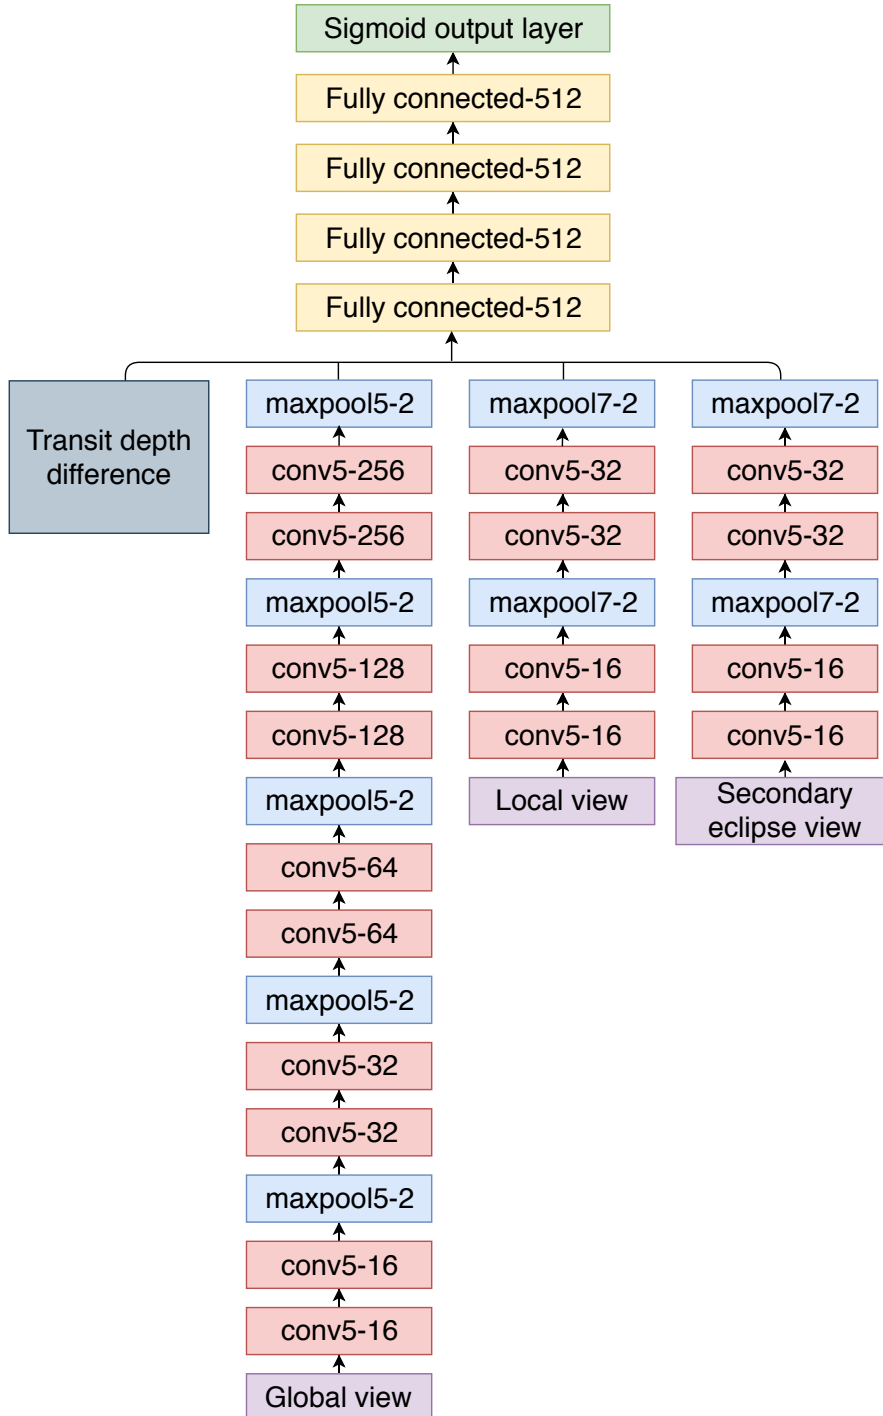 Sigmoid output layer
Fully connected-512
Fully connected-512
Fully connected-512
Fully connected-512
Transit depth
difference
maxpool5-2
conv5-256
conv5-256
maxpool5-2
conv5-128
conv5-128
maxpool5-2
conv5-64
conv5-64
maxpool5-2
conv5-32
conv5-32
maxpool5-2
conv5-16
conv5-16
Global view
maxpool7-2
conv5-32
conv5-32
maxpool7-2
conv5-16
conv5-16
Local view
maxpool7-2
conv5-32
conv5-32
maxpool7-2
conv5-16
conv5-16
Secondary
eclipse view